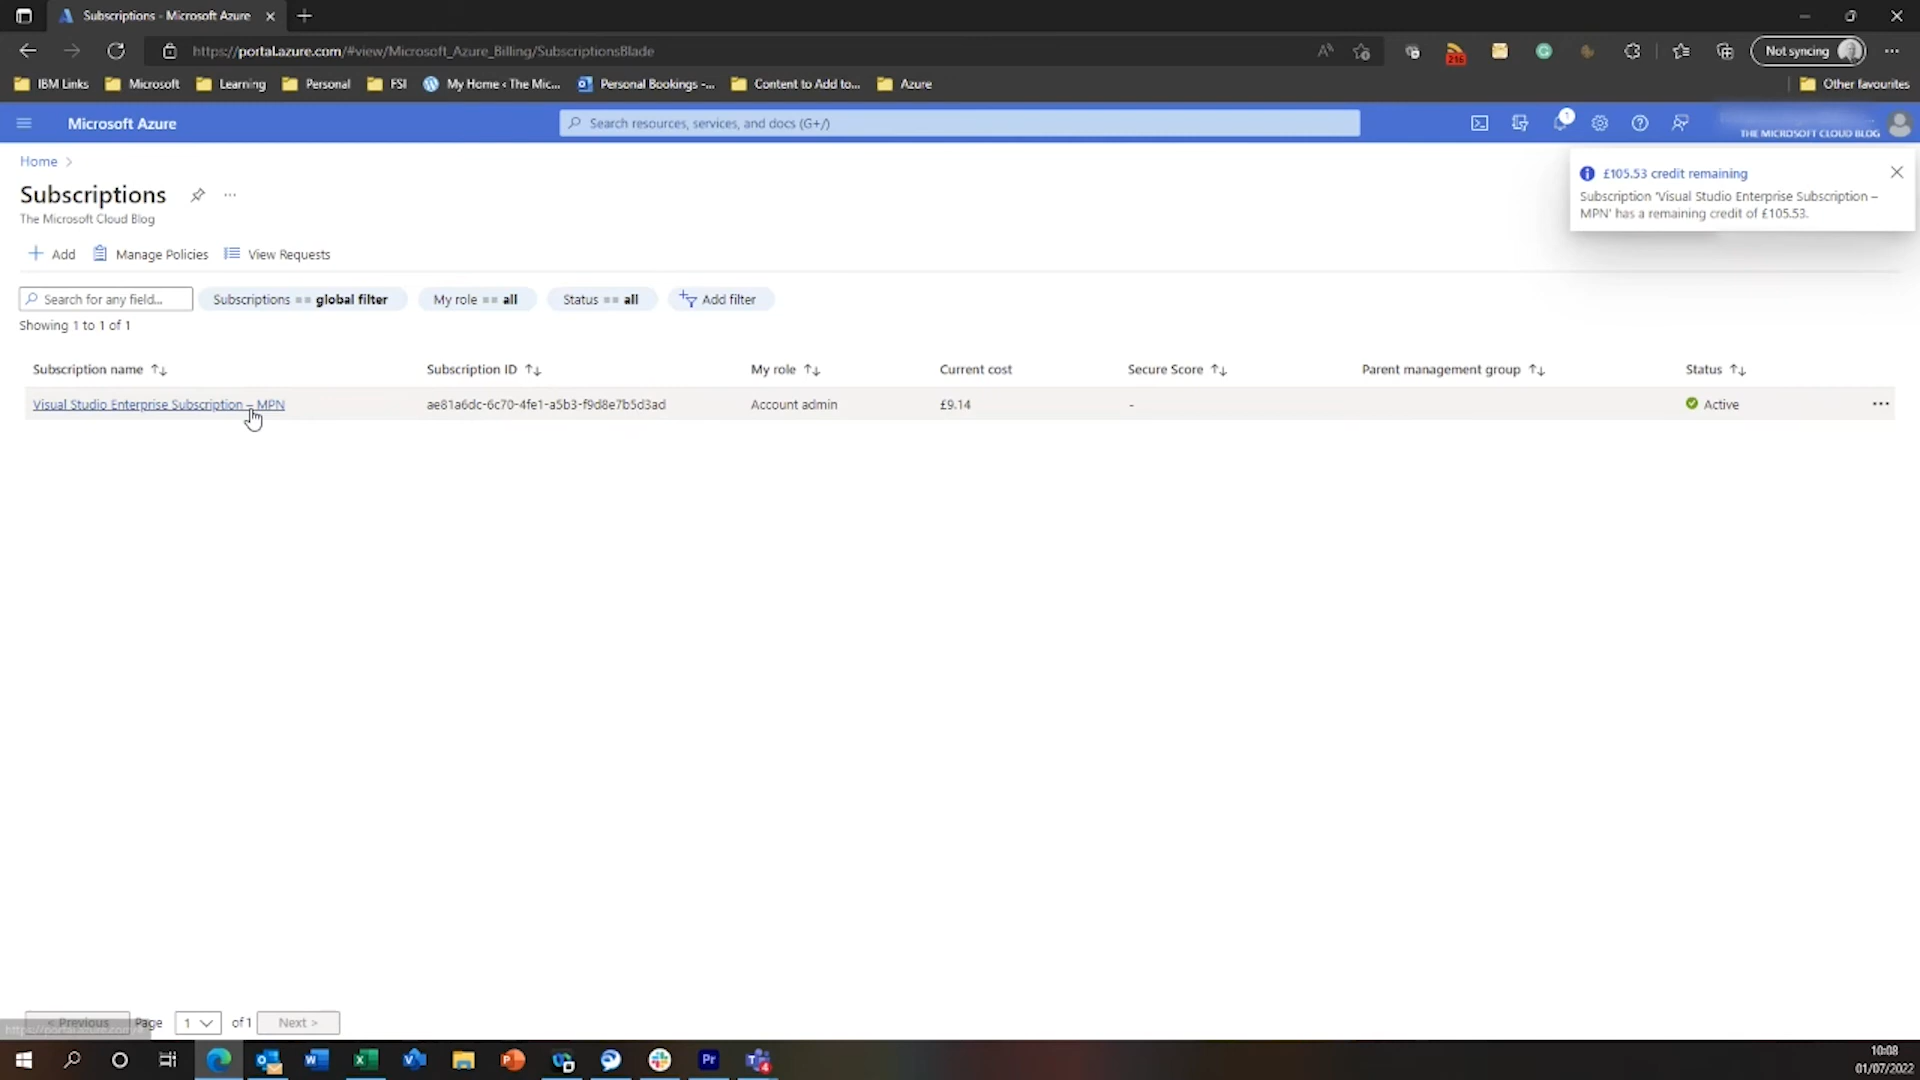 Subscriptions - Microsoft Azure
https://portal.azure.com/#view/Microsoft_Azure_Billing/SubscriptionsBlade
216
Not syncing
IBM Links
Microsoft
Learning
Personal
FSI
My Home ‹ The Mic...
Personal Bookings -...
Content to Add to...
Azure
Other favourites
Microsoft Azure
Search resources, services, and docs (G+/)
1
THE MICROSOFT CLOUD BLOG
Home >
£105.53 credit remaining
Subscription 'Visual Studio Enterprise Subscription –
MPN' has a remaining credit of £105.53.
Subscriptions
The Microsoft Cloud Blog
Add
Manage Policies
View Requests
Search for any field...
Subscriptions == global filter
My role == all
Status == all
Add filter
Showing 1 to 1 of 1
Subscription name
Subscription ID
My role
Current cost
Secure Score
Parent management group
Status
Visual Studio Enterprise Subscription – MPN
ae81a6dc-6c70-4fe1-a5b3-f9d8e7b5d3ad
Account admin
£9.14
-
Active
< Previous
Page
1
of 1
Next >
10:08
01/07/2022